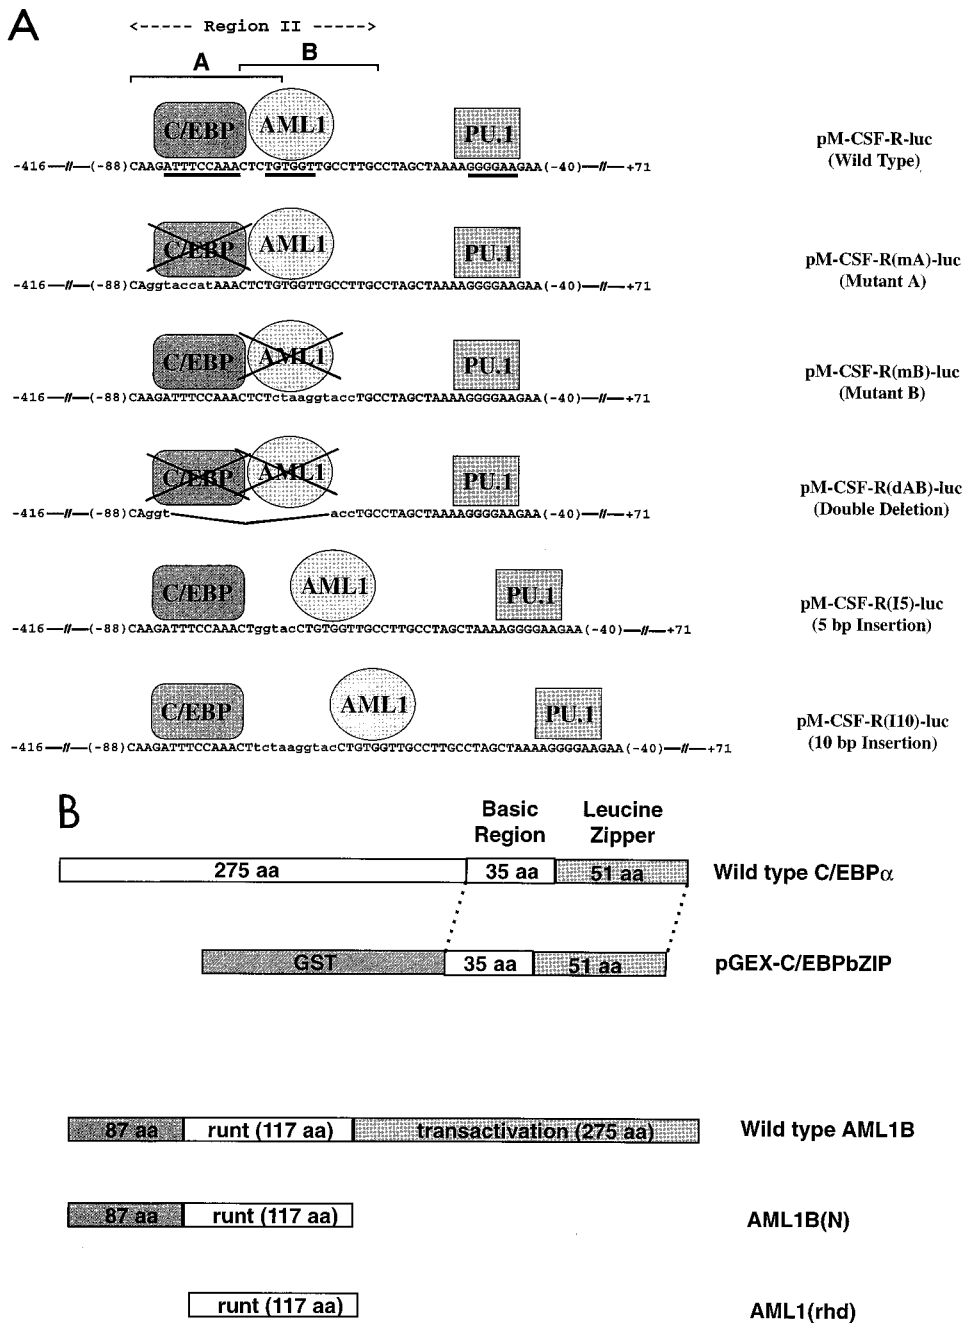 A
<----- Region II ----->
A
B
C/EBP AML1 PU.1
-416—//—(-88)CAAGATTTCCAAACTCTGTGGTTGCCTTGCCTAGCTAAAAGGGGAAGAA(-40)—//—+71
pM-CSF-R-luc
(Wild Type)
C/EBP AML1 PU.1
-416—//—(-88)CAggtaccatAAACTCTGTGGTTGCCTTGCCTAGCTAAAAGGGGAAGAA(-40)—//—+71
pM-CSF-R(mA)-luc
(Mutant A)
C/EBP AML1 PU.1
-416—//—(-88)CAAGATTTCCAAACTCTctaaggtaccTGCCTAGCTAAAAGGGGAAGAA(-40)—//—+71
pM-CSF-R(mB)-luc
(Mutant B)
C/EBP AML1 PU.1
-416—//—(-88)CAggt accTGCCTAGCTAAAAGGGGAAGAA(-40)—//—+71
pM-CSF-R(dAB)-luc
(Double Deletion)
C/EBP AML1 PU.1
-416—//—(-88)CAAGATTTCCAAACTggtacCTGTGGTTGCCTTGCCTAGCTAAAAGGGGAAGAA(-40)—//—+71
pM-CSF-R(I5)-luc
(5 bp Insertion)
C/EBP AML1 PU.1
-416—//—(-88)CAAGATTTCCAAACTtctaaggtacCTGTGGTTGCCTTGCCTAGCTAAAAGGGGAAGAA(-40)—//—+71
pM-CSF-R(I10)-luc
(10 bp Insertion)
B
Basic Region
Leucine Zipper
275 aa 35 aa 51 aa Wild type C/EBPα
GST 35 aa 51 aa pGEX-C/EBPbZIP
87 aa runt (117 aa) transactivation (275 aa) Wild type AML1B
87 aa runt (117 aa) AML1B(N)
runt (117 aa) AML1(rhd)